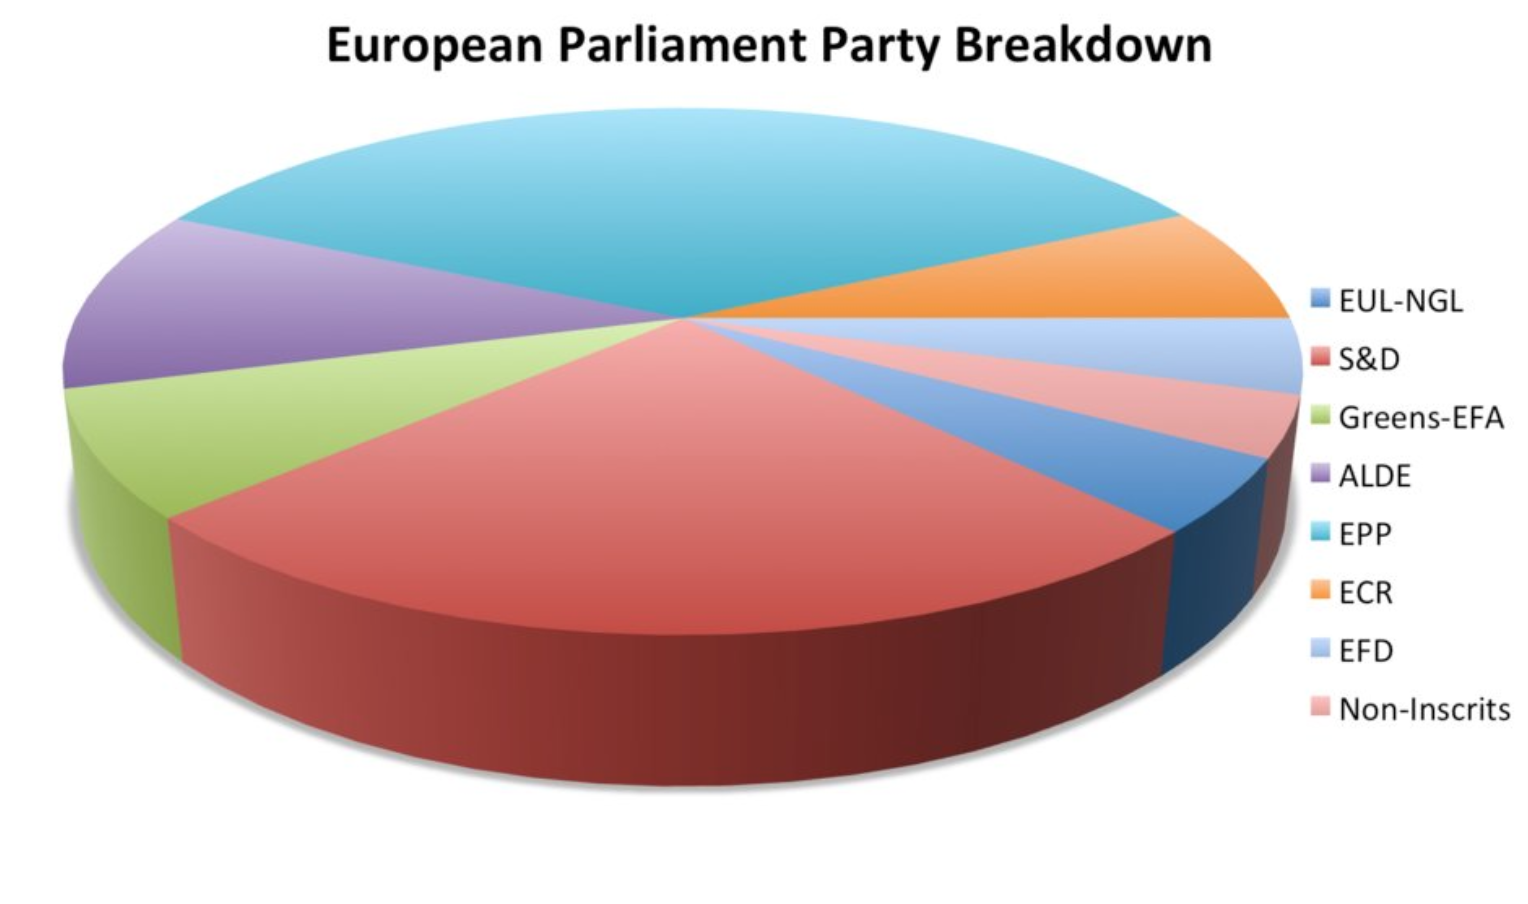 European Parliament Party Breakdown
EUL-NGL
S&D
Greens-EFA
ALDE
EPP
ECR
EFD
Non-Inscrits